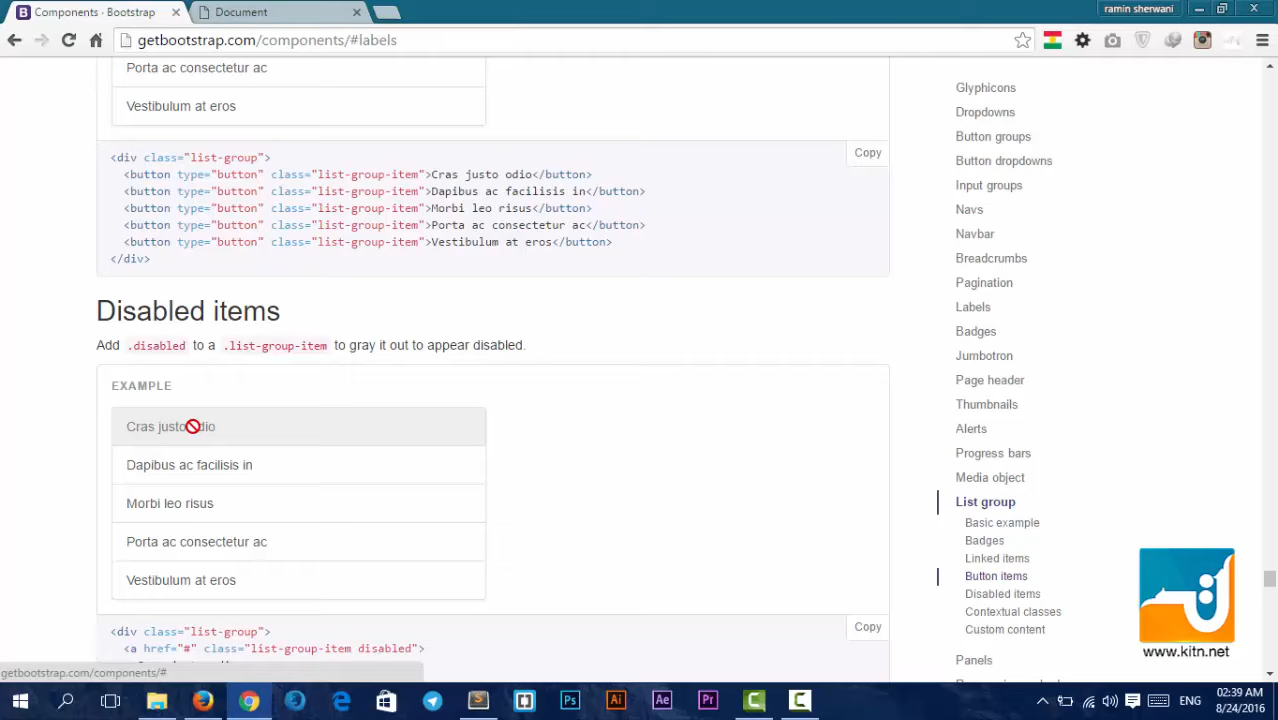 Components · Bootstrap
Document
ramin sherwani
getbootstrap.com/components/#labels
Porta ac consectetur ac
Vestibulum at eros
Copy
<div class="list-group">
<button type="button" class="list-group-item">Cras justo odio</button>
<button type="button" class="list-group-item">Dapibus ac facilisis in</button>
<button type="button" class="list-group-item">Morbi leo risus</button>
<button type="button" class="list-group-item">Porta ac consectetur ac</button>
<button type="button" class="list-group-item">Vestibulum at eros</button>
</div>
Disabled items
Add .disabled to a .list-group-item to gray it out to appear disabled.
EXAMPLE
Cras justo odio
Dapibus ac facilisis in
Morbi leo risus
Porta ac consectetur ac
Vestibulum at eros
Copy
<div class="list-group">
<a href="#" class="list-group-item disabled">
getbootstrap.com/components/#
Glyphicons
Dropdowns
Button groups
Button dropdowns
Input groups
Navs
Navbar
Breadcrumbs
Pagination
Labels
Badges
Jumbotron
Page header
Thumbnails
Alerts
Progress bars
Media object
List group
Basic example
Badges
Linked items
Button items
Disabled items
Contextual classes
Custom content
Panels
www.kitn.net
Ps
Ai
Ae
Pr
ENG
02:39 AM
8/24/2016